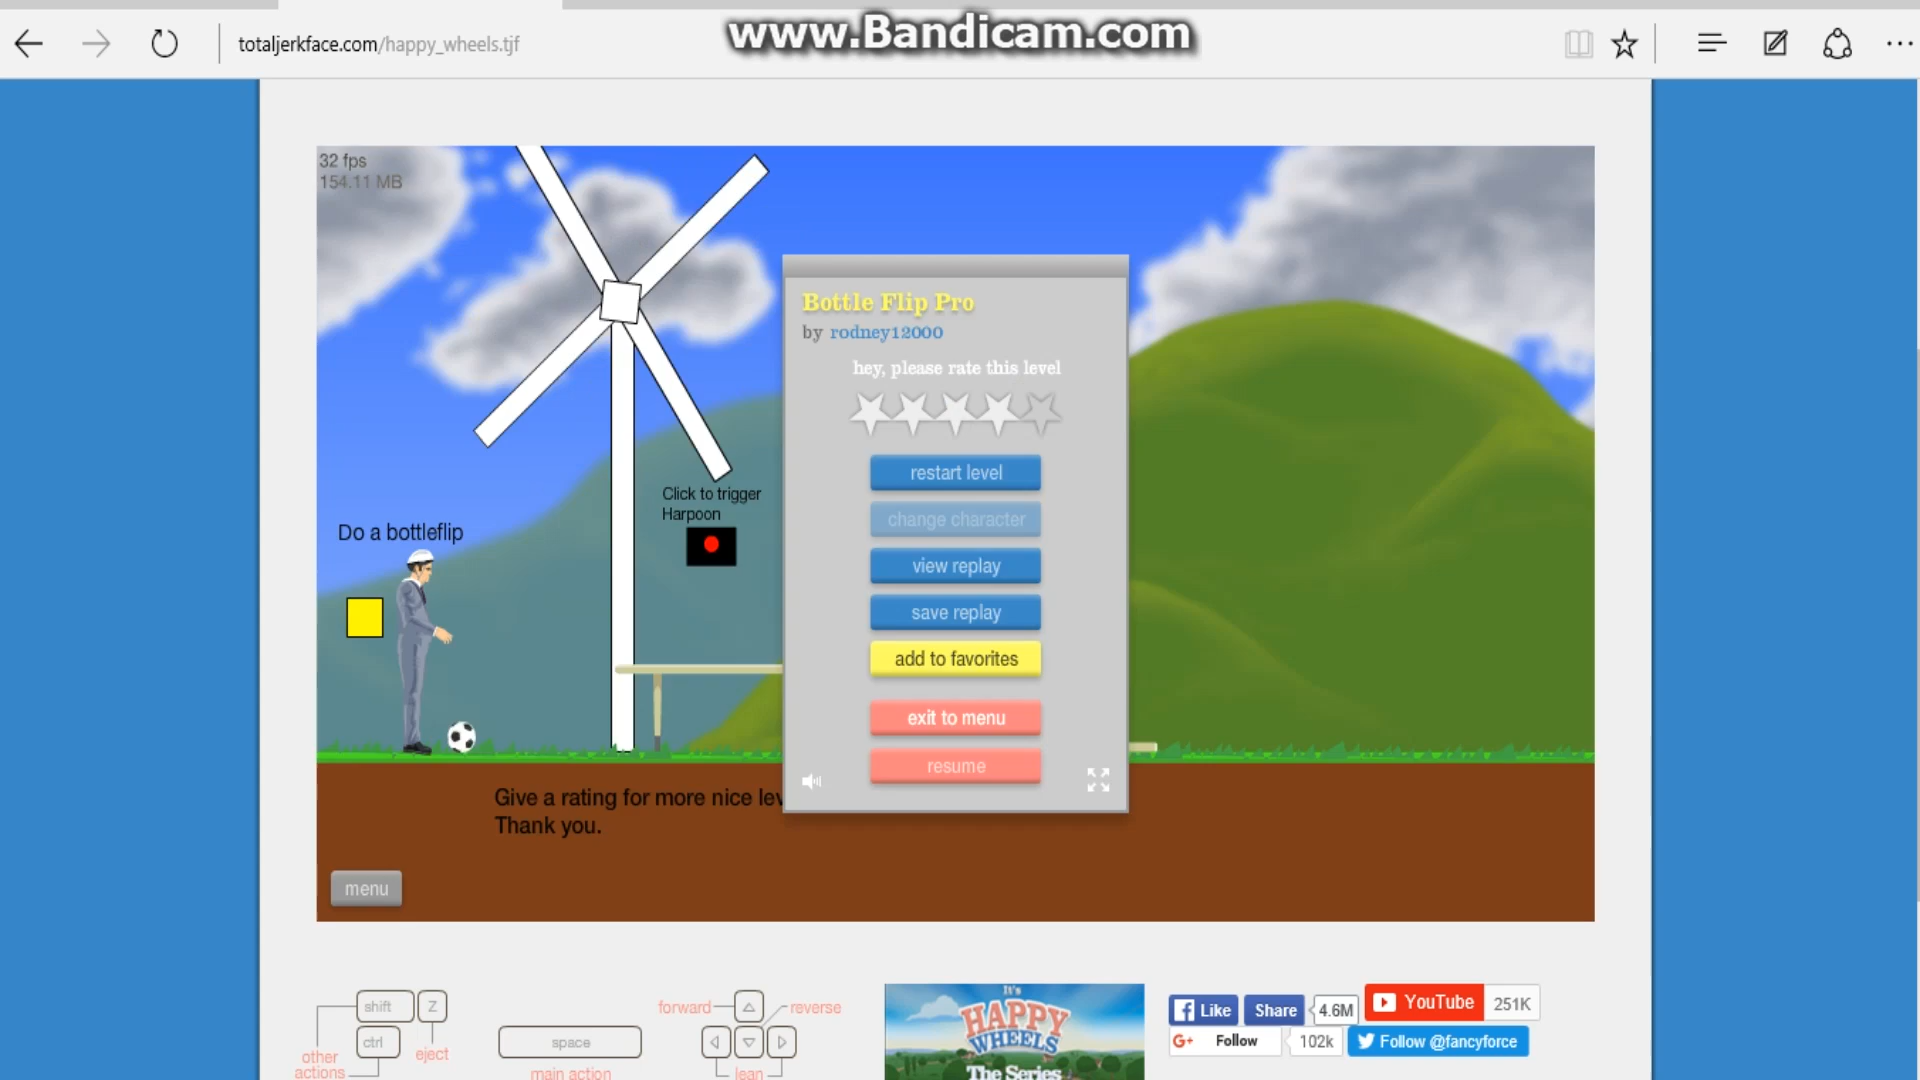 www.Bandicam.com
totaljerkface.com/happy_wheels.tjf
32 fps
154.11 MB
Bottle Flip Pro
by rodney12000
hey, please rate this level
restart level
change character
view replay
save replay
add to favorites
exit to menu
resume
Click to trigger
Harpoon
Do a bottleflip
Give a rating for more nice lev
Thank you.
menu
shift
Z
ctrl
other
actions
eject
space
main action
forward
reverse
lean
It's
HAPPY
WHEELS
The Series
Like
Share
4.6M
YouTube
251K
G+ Follow
102k
Follow @fancyforce